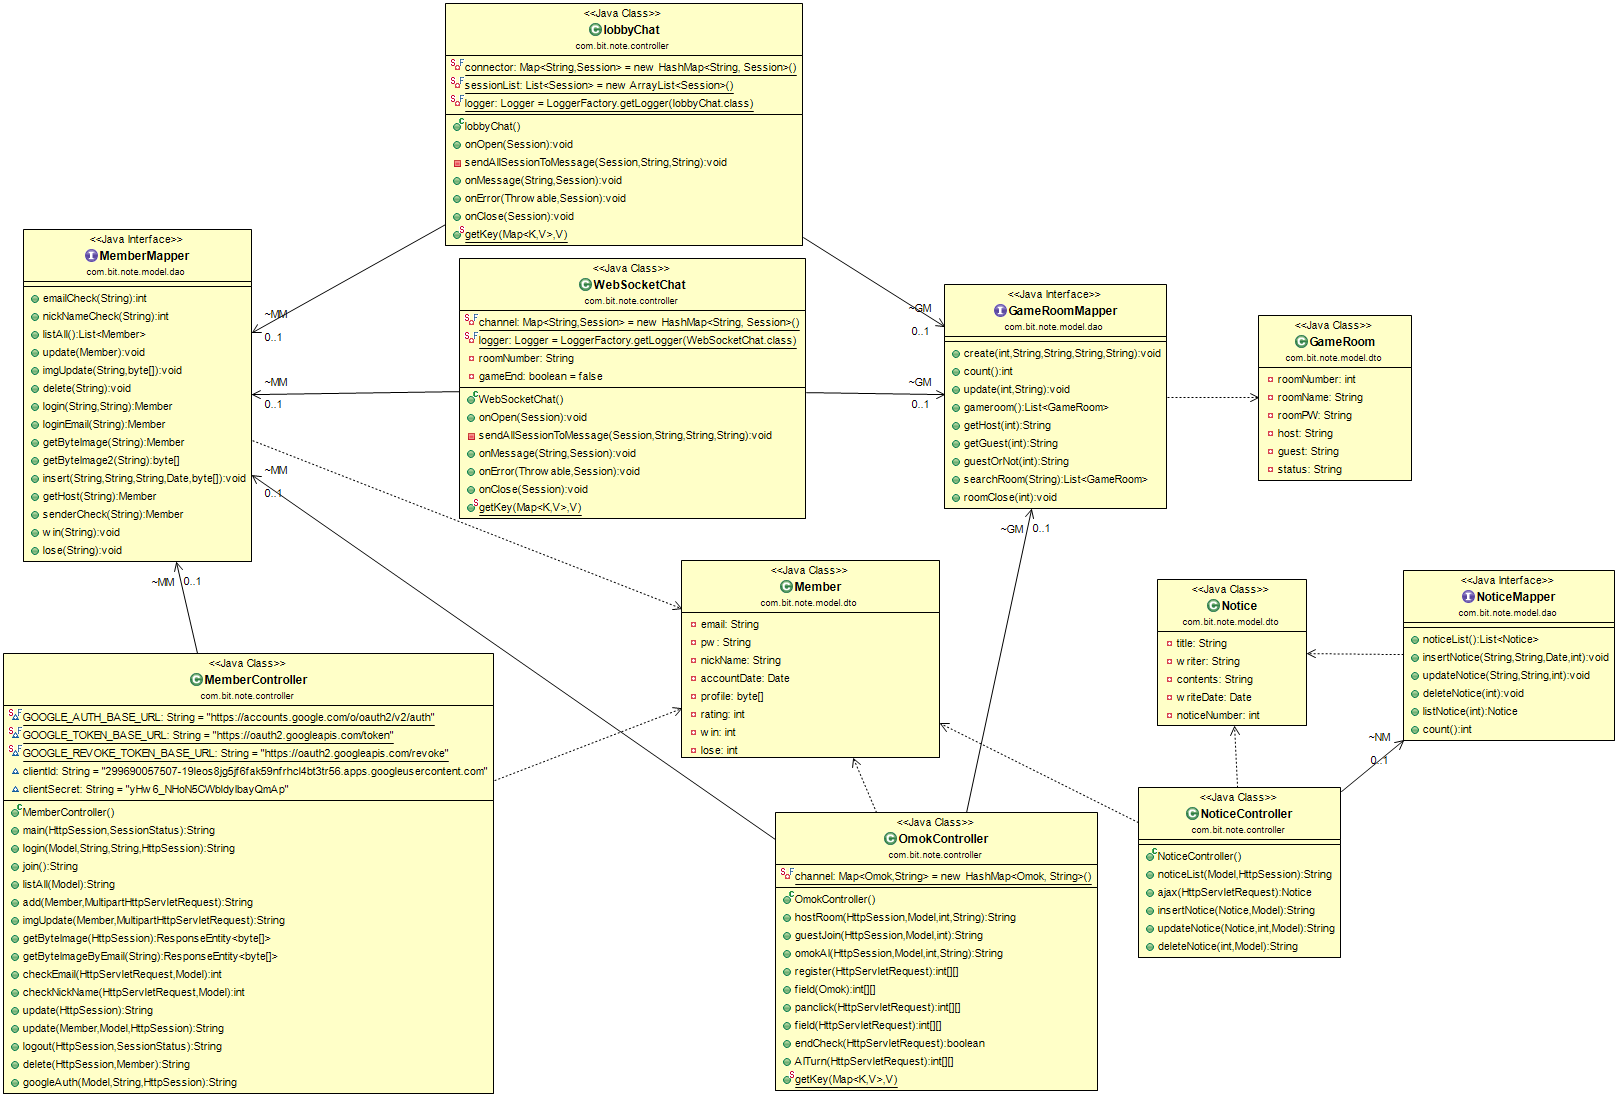 <<Java Class>>
lobbyChat
com.bit.note.controller
connector: Map<String,Session> = new HashMap<String, Session>()
sessionList: List<Session> = new ArrayList<Session>()
logger: Logger = LoggerFactory.getLogger(lobbyChat.class)
lobbyChat()
onOpen(Session):void
sendAllSessionToMessage(Session,String,String):void
onMessage(String,Session):void
onError(Throwable,Session):void
onClose(Session):void
getKey(Map<K,V>,V)
<<Java Interface>>
MemberMapper
com.bit.note.model.dao
emailCheck(String):int
nickNameCheck(String):int
listAll():List<Member>
update(Member):void
imgUpdate(String,byte[]):void
delete(String):void
login(String,String):Member
loginEmail(String):Member
getByteImage(String):Member
getByteImage2(String):byte[]
insert(String,String,String,Date,byte[]):void
getHost(String):Member
senderCheck(String):Member
win(String):void
lose(String):void
~MM
0..1
~MM
0..1
~MM
0..1
~MM
0..1
<<Java Class>>
WebSocketChat
com.bit.note.controller
channel: Map<String,Session> = new HashMap<String, Session>()
logger: Logger = LoggerFactory.getLogger(WebSocketChat.class)
roomNumber: String
gameEnd: boolean = false
WebSocketChat()
onOpen(Session):void
sendAllSessionToMessage(Session,String,String,String):void
onMessage(String,Session):void
onError(Throwable,Session):void
onClose(Session):void
getKey(Map<K,V>,V)
~GM
0..1
~GM
0..1
~GM
0..1
<<Java Interface>>
GameRoomMapper
com.bit.note.model.dao
create(int,String,String,String,String):void
count():int
update(int,String):void
gameroom():List<GameRoom>
getHost(int):String
getGuest(int):String
guestOrNot(int):String
searchRoom(String):List<GameRoom>
roomClose(int):void
<<Java Class>>
GameRoom
com.bit.note.model.dto
roomNumber: int
roomName: String
roomPW: String
host: String
guest: String
status: String
<<Java Class>>
Member
com.bit.note.model.dto
email: String
pw: String
nickName: String
accountDate: Date
profile: byte[]
rating: int
win: int
lose: int
<<Java Class>>
Notice
com.bit.note.model.dto
title: String
writer: String
contents: String
writeDate: Date
noticeNumber: int
<<Java Interface>>
NoticeMapper
com.bit.note.model.dao
noticeList():List<Notice>
insertNotice(String,String,Date,int):void
updateNotice(String,String,int):void
deleteNotice(int):void
listNotice(int):Notice
count():int
~NM
0..1
<<Java Class>>
MemberController
com.bit.note.controller
GOOGLE_AUTH_BASE_URL: String = "https://accounts.google.com/o/oauth2/v2/auth"
GOOGLE_TOKEN_BASE_URL: String = "https://oauth2.googleapis.com/token"
GOOGLE_REVOKE_TOKEN_BASE_URL: String = "https://oauth2.googleapis.com/revoke"
clientId: String =
clientSecret: String =
MemberController()
main(HttpSession,SessionStatus):String
login(Model,String,String,HttpSession):String
join():String
listAll(Model):String
add(Member,MultipartHttpServletRequest):String
imgUpdate(Member,MultipartHttpServletRequest):String
getByteImage(HttpSession):ResponseEntity<byte[]>
getByteImageByEmail(String):ResponseEntity<byte[]>
checkEmail(HttpServletRequest,Model):int
checkNickName(HttpServletRequest,Model):int
update(HttpSession):String
update(Member,Model,HttpSession):String
logout(HttpSession,SessionStatus):String
delete(HttpSession,Member):String
googleAuth(Model,String,HttpSession):String
<<Java Class>>
OmokController
com.bit.note.controller
channel: Map<Omok,String> = new HashMap<Omok, String>()
OmokController()
hostRoom(HttpSession,Model,int,String):String
guestJoin(HttpSession,Model,int):String
omokAI(HttpSession,Model,int,String):String
register(HttpServletRequest):int[][]
field(Omok):int[][]
panclick(HttpServletRequest):int[][]
field(HttpServletRequest):int[][]
endCheck(HttpServletRequest):boolean
AITurn(HttpServletRequest):int[][]
getKey(Map<K,V>,V)
<<Java Class>>
NoticeController
com.bit.note.controller
NoticeController()
noticeList(Model,HttpSession):String
ajax(HttpServletRequest):Notice
insertNotice(Notice,Model):String
updateNotice(Notice,int,Model):String
deleteNotice(int,Model):String